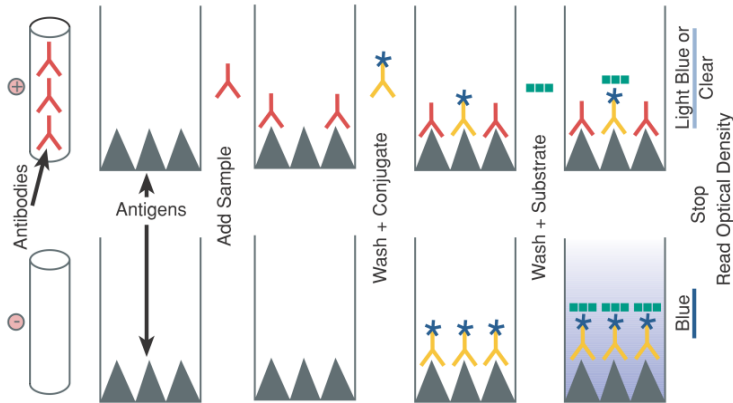 +
Antibodies
Antigens
Add Sample
Wash + Conjugate
Wash + Substrate
Light Blue or
Clear
Stop
Read Optical Density
-
Blue